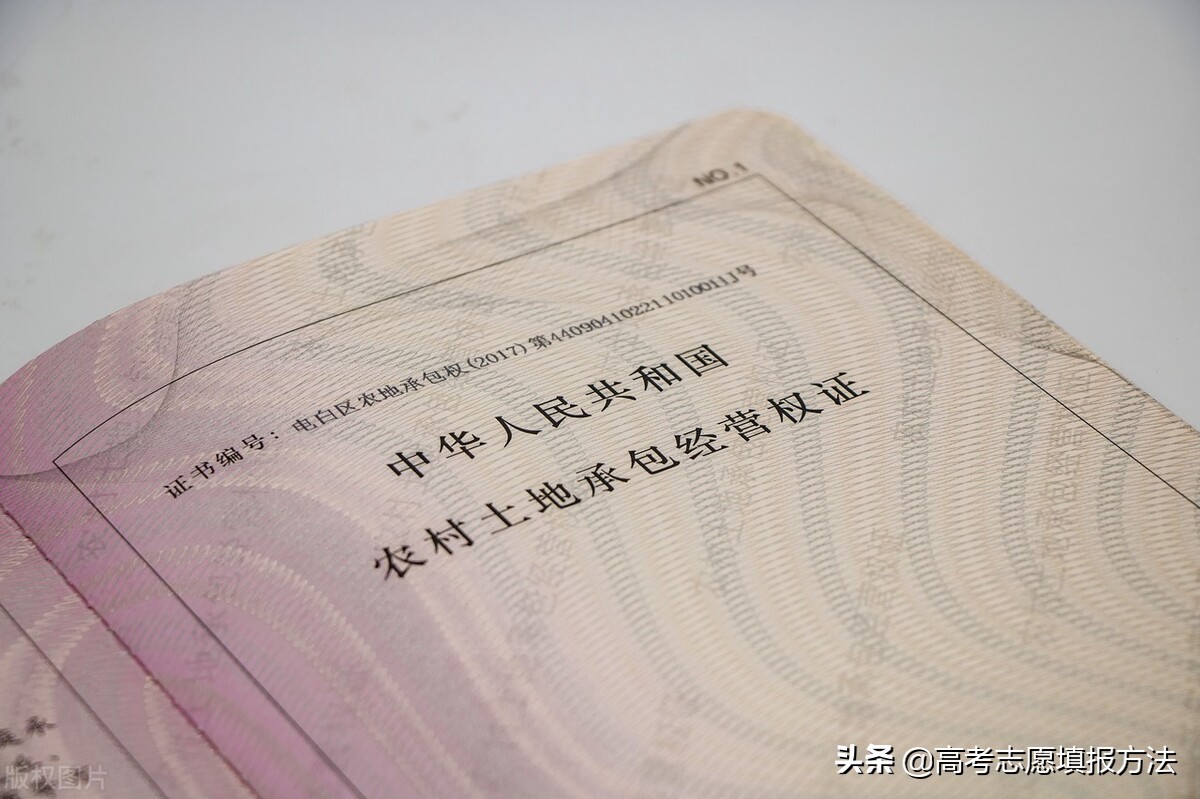 NO.1
证书编号：电白区农地承包权(2017)第440904102211010011J号
中华人民共和国
农村土地承包经营权证
版权图片
头条 @高考志愿填报方法